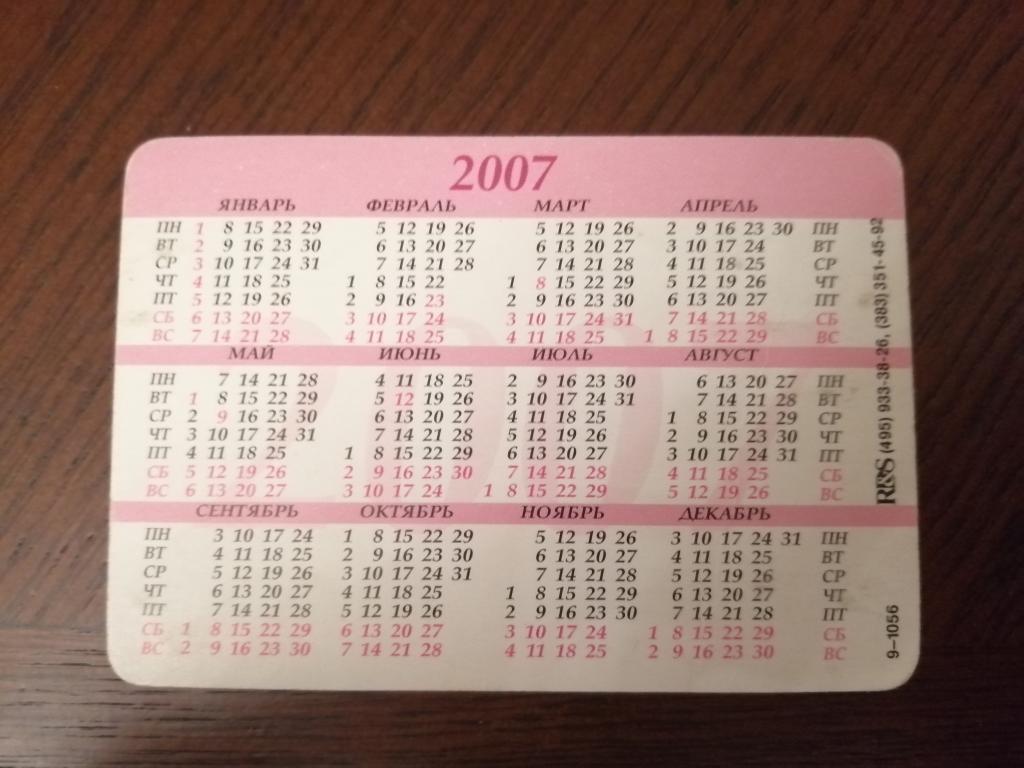 2007
ЯНВАРЬ ФЕВРАЛЬ МАРТ АПРЕЛЬ
ПН 1 8 15 22 29 5 12 19 26 5 12 19 26 2 9 16 23 30 ПН
ВТ 2 9 16 23 30 6 13 20 27 6 13 20 27 3 10 17 24 ВТ
СР 3 10 17 24 31 7 14 21 28 7 14 21 28 4 11 18 25 СР
ЧТ 4 11 18 25 1 8 15 22 1 8 15 22 29 5 12 19 26 ЧТ
ПТ 5 12 19 26 2 9 16 23 2 9 16 23 30 6 13 20 27 ПТ
СБ 6 13 20 27 3 10 17 24 3 10 17 24 31 7 14 21 28 СБ
ВС 7 14 21 28 4 11 18 25 4 11 18 25 1 8 15 22 29 ВС
МАЙ ИЮНЬ ИЮЛЬ АВГУСТ
ПН 7 14 21 28 4 11 18 25 2 9 16 23 30 6 13 20 27 ПН
ВТ 1 8 15 22 29 5 12 19 26 3 10 17 24 31 7 14 21 28 ВТ
СР 2 9 16 23 30 6 13 20 27 4 11 18 25 1 8 15 22 29 СР
ЧТ 3 10 17 24 31 7 14 21 28 5 12 19 26 2 9 16 23 30 ЧТ
ПТ 4 11 18 25 1 8 15 22 29 6 13 20 27 3 10 17 24 31 ПТ
СБ 5 12 19 26 2 9 16 23 30 7 14 21 28 4 11 18 25 СБ
ВС 6 13 20 27 3 10 17 24 1 8 15 22 29 5 12 19 26 ВС
СЕНТЯБРЬ ОКТЯБРЬ НОЯБРЬ ДЕКАБРЬ
ПН 3 10 17 24 1 8 15 22 29 5 12 19 26 3 10 17 24 31 ПН
ВТ 4 11 18 25 2 9 16 23 30 6 13 20 27 4 11 18 25 ВТ
СР 5 12 19 26 3 10 17 24 31 7 14 21 28 5 12 19 26 СР
ЧТ 6 13 20 27 4 11 18 25 1 8 15 22 29 6 13 20 27 ЧТ
ПТ 7 14 21 28 5 12 19 26 2 9 16 23 30 7 14 21 28 ПТ
СБ 1 8 15 22 29 6 13 20 27 3 10 17 24 1 8 15 22 29 СБ
ВС 2 9 16 23 30 7 14 21 28 4 11 18 25 2 9 16 23 30 ВС
R&S (495) 933-38-26, (383) 351-45-92
9–1056